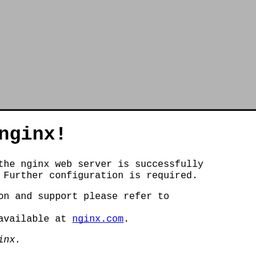 nginx!
the nginx web server is successfully
Further configuration is required.
on and support please refer to
available at nginx.com.
inx.